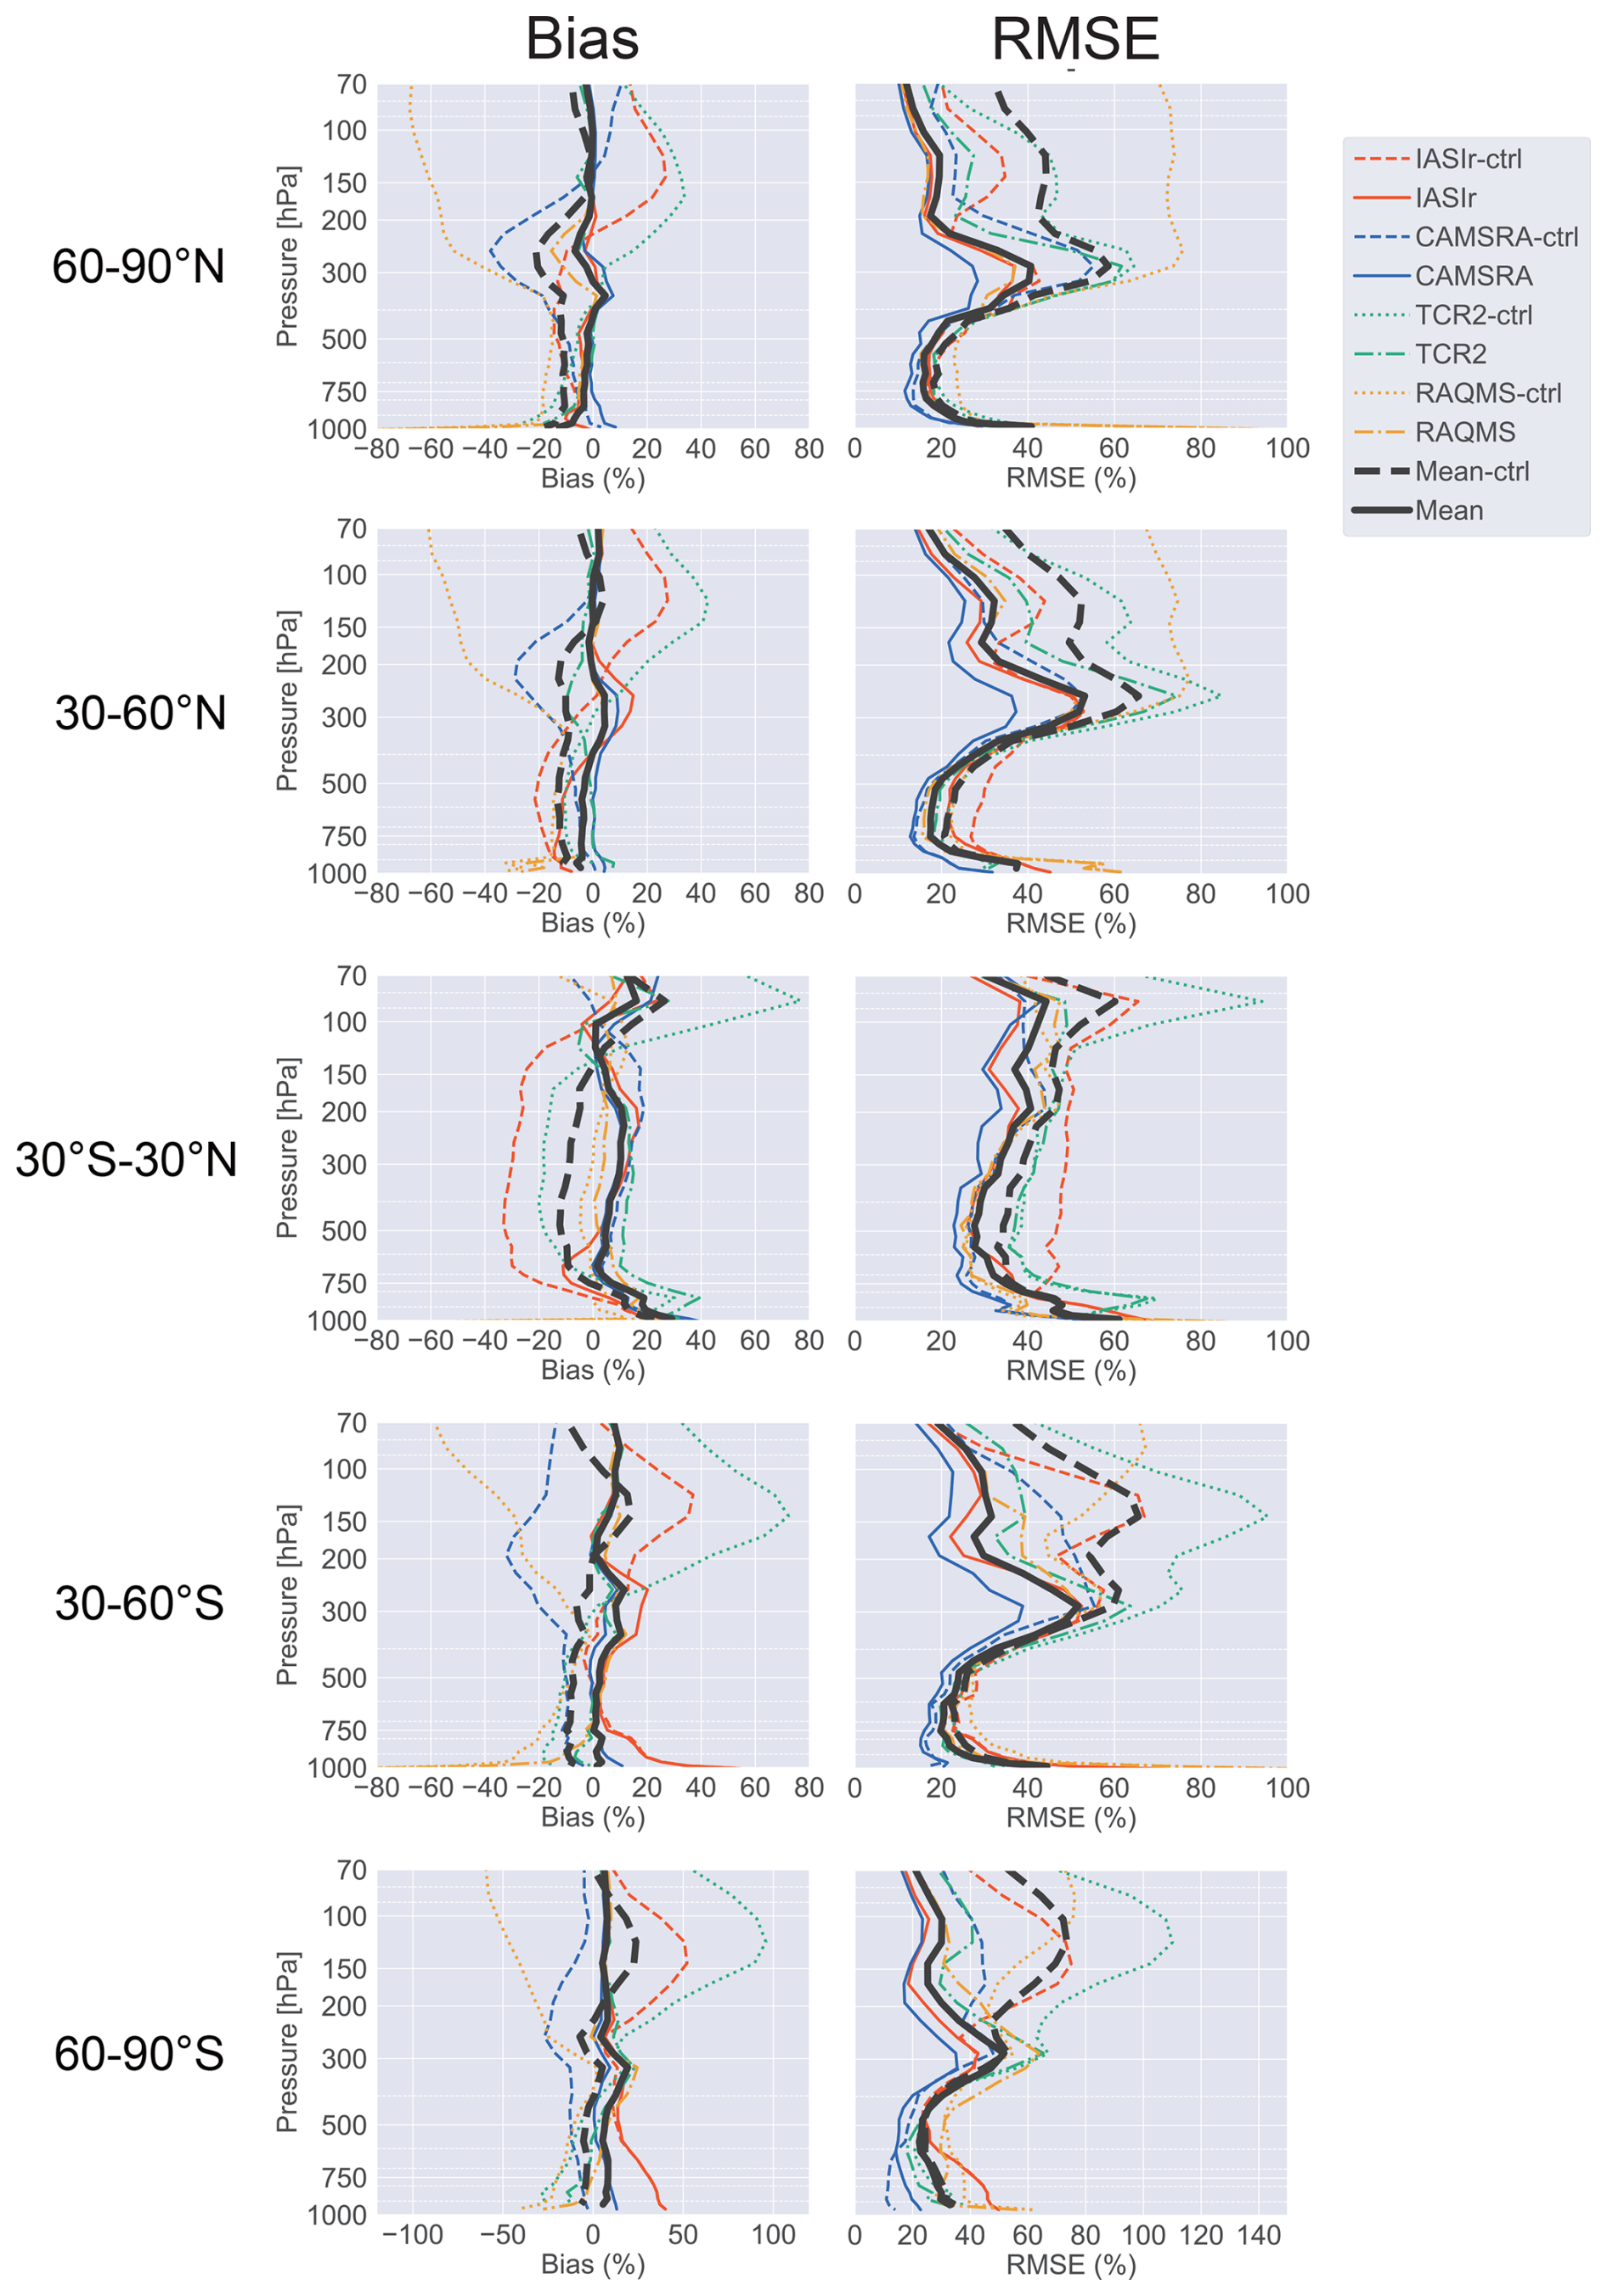 Bias RMSE
70
100
150
200
300
500
750
1000
Pressure [hPa]
60-90°N
−80 −60 −40 −20 0 20 40 60 80
Bias (%)
0 20 40 60 80 100
RMSE (%)
IASIr-ctrl
IASIr
CAMSRA-ctrl
CAMSRA
TCR2-ctrl
TCR2
RAQMS-ctrl
RAQMS
Mean-ctrl
Mean
70
100
150
200
300
500
750
1000
Pressure [hPa]
30-60°N
−80 −60 −40 −20 0 20 40 60 80
Bias (%)
0 20 40 60 80 100
RMSE (%)
70
100
150
200
300
500
750
1000
Pressure [hPa]
30°S-30°N
−80 −60 −40 −20 0 20 40 60 80
Bias (%)
0 20 40 60 80 100
RMSE (%)
70
100
150
200
300
500
750
1000
Pressure [hPa]
30-60°S
−80 −60 −40 −20 0 20 40 60 80
Bias (%)
0 20 40 60 80 100
RMSE (%)
70
100
150
200
300
500
750
1000
Pressure [hPa]
60-90°S
−100 −50 0 50 100
Bias (%)
0 20 40 60 80 100 120 140
RMSE (%)